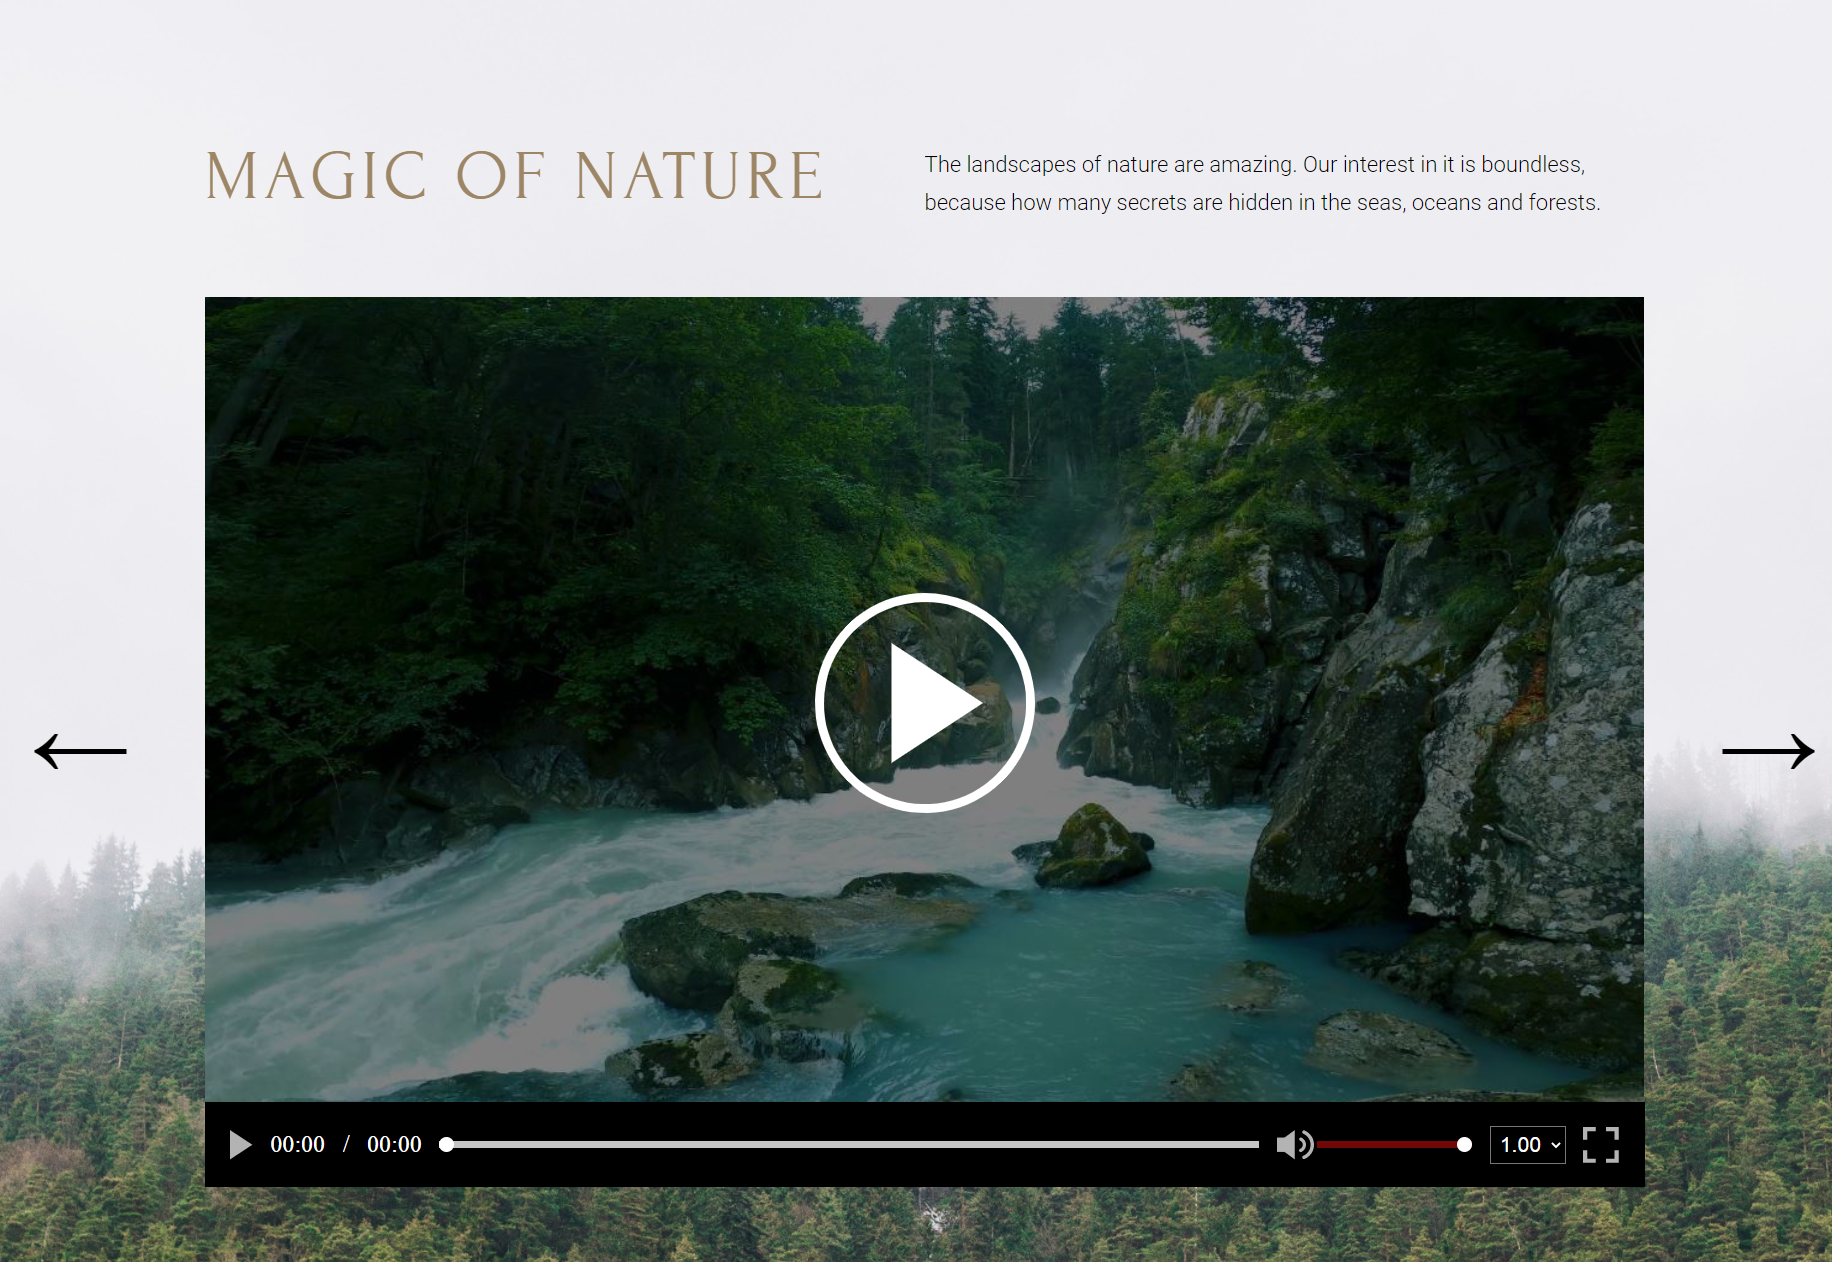 MAGIC OF NATURE
The landscapes of nature are amazing. Our interest in it is boundless,
because how many secrets are hidden in the seas, oceans and forests.
00:00 / 00:00 1.00